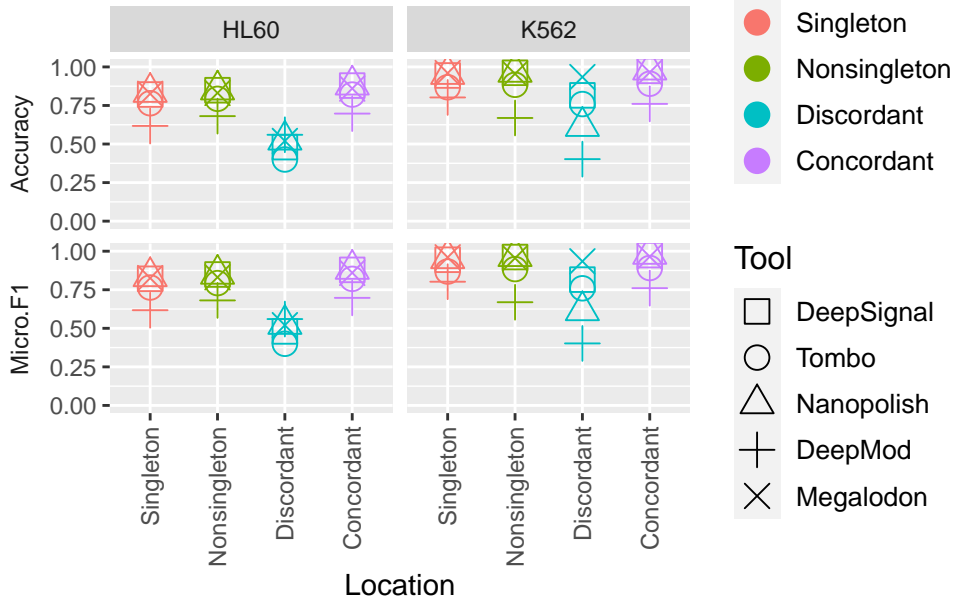 HL60
K562
Accuracy
1.00
0.75
0.50
0.25
0.00
Micro.F1
1.00
0.75
0.50
0.25
0.00
Singleton
Nonsingleton
Discordant
Concordant
Singleton
Nonsingleton
Discordant
Concordant
Location
Singleton
Nonsingleton
Discordant
Concordant
Tool
DeepSignal
Tombo
Nanopolish
DeepMod
Megalodon